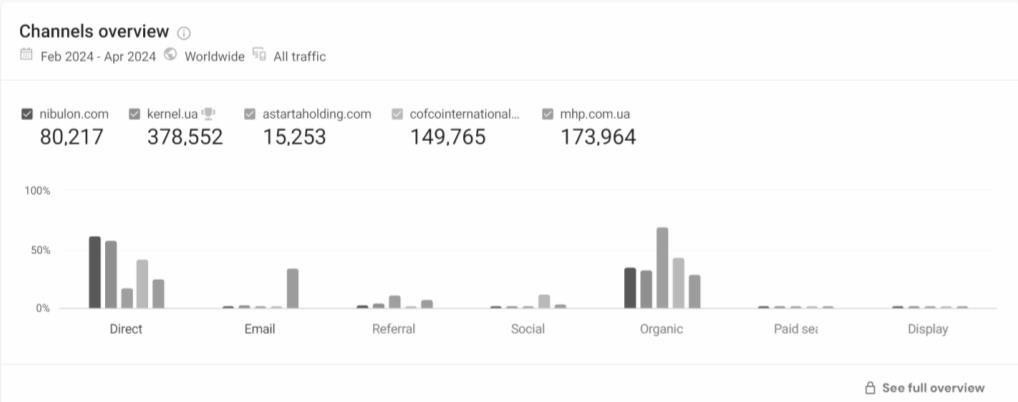 Channels overview
Feb 2024 - Apr 2024 Worldwide All traffic
nibulon.com kernel.ua astartaholding.com cofcointernational... mhp.com.ua
80,217 378,552 15,253 149,765 173,964
100%
50%
0%
Direct Email Referral Social Organic Paid sea Display
See full overview